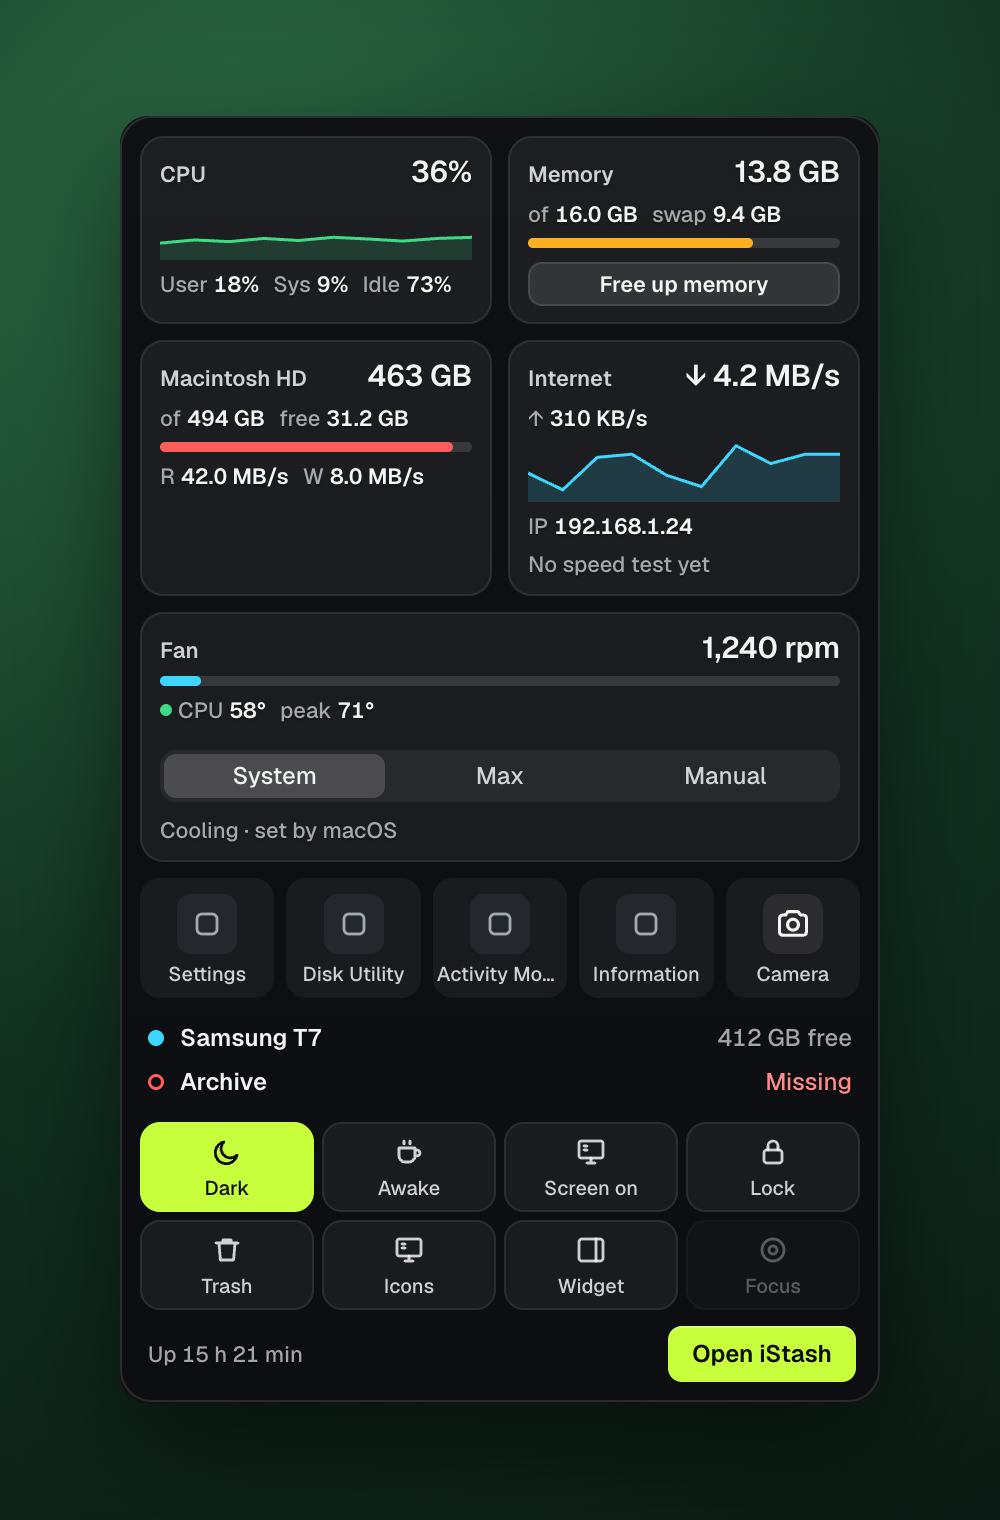 CPU 36%
User 18% Sys 9% Idle 73%
Memory 13.8 GB
of 16.0 GB swap 9.4 GB
Free up memory
Macintosh HD 463 GB
of 494 GB free 31.2 GB
R 42.0 MB/s W 8.0 MB/s
Internet ↓ 4.2 MB/s
↑ 310 KB/s
IP 192.168.1.24
No speed test yet
Fan 1,240 rpm
CPU 58° peak 71°
System Max Manual
Cooling · set by macOS
Settings Disk Utility Activity Mo... Information Camera
Samsung T7 412 GB free
Archive Missing
Dark Awake Screen on Lock
Trash Icons Widget Focus
Up 15 h 21 min Open iStash